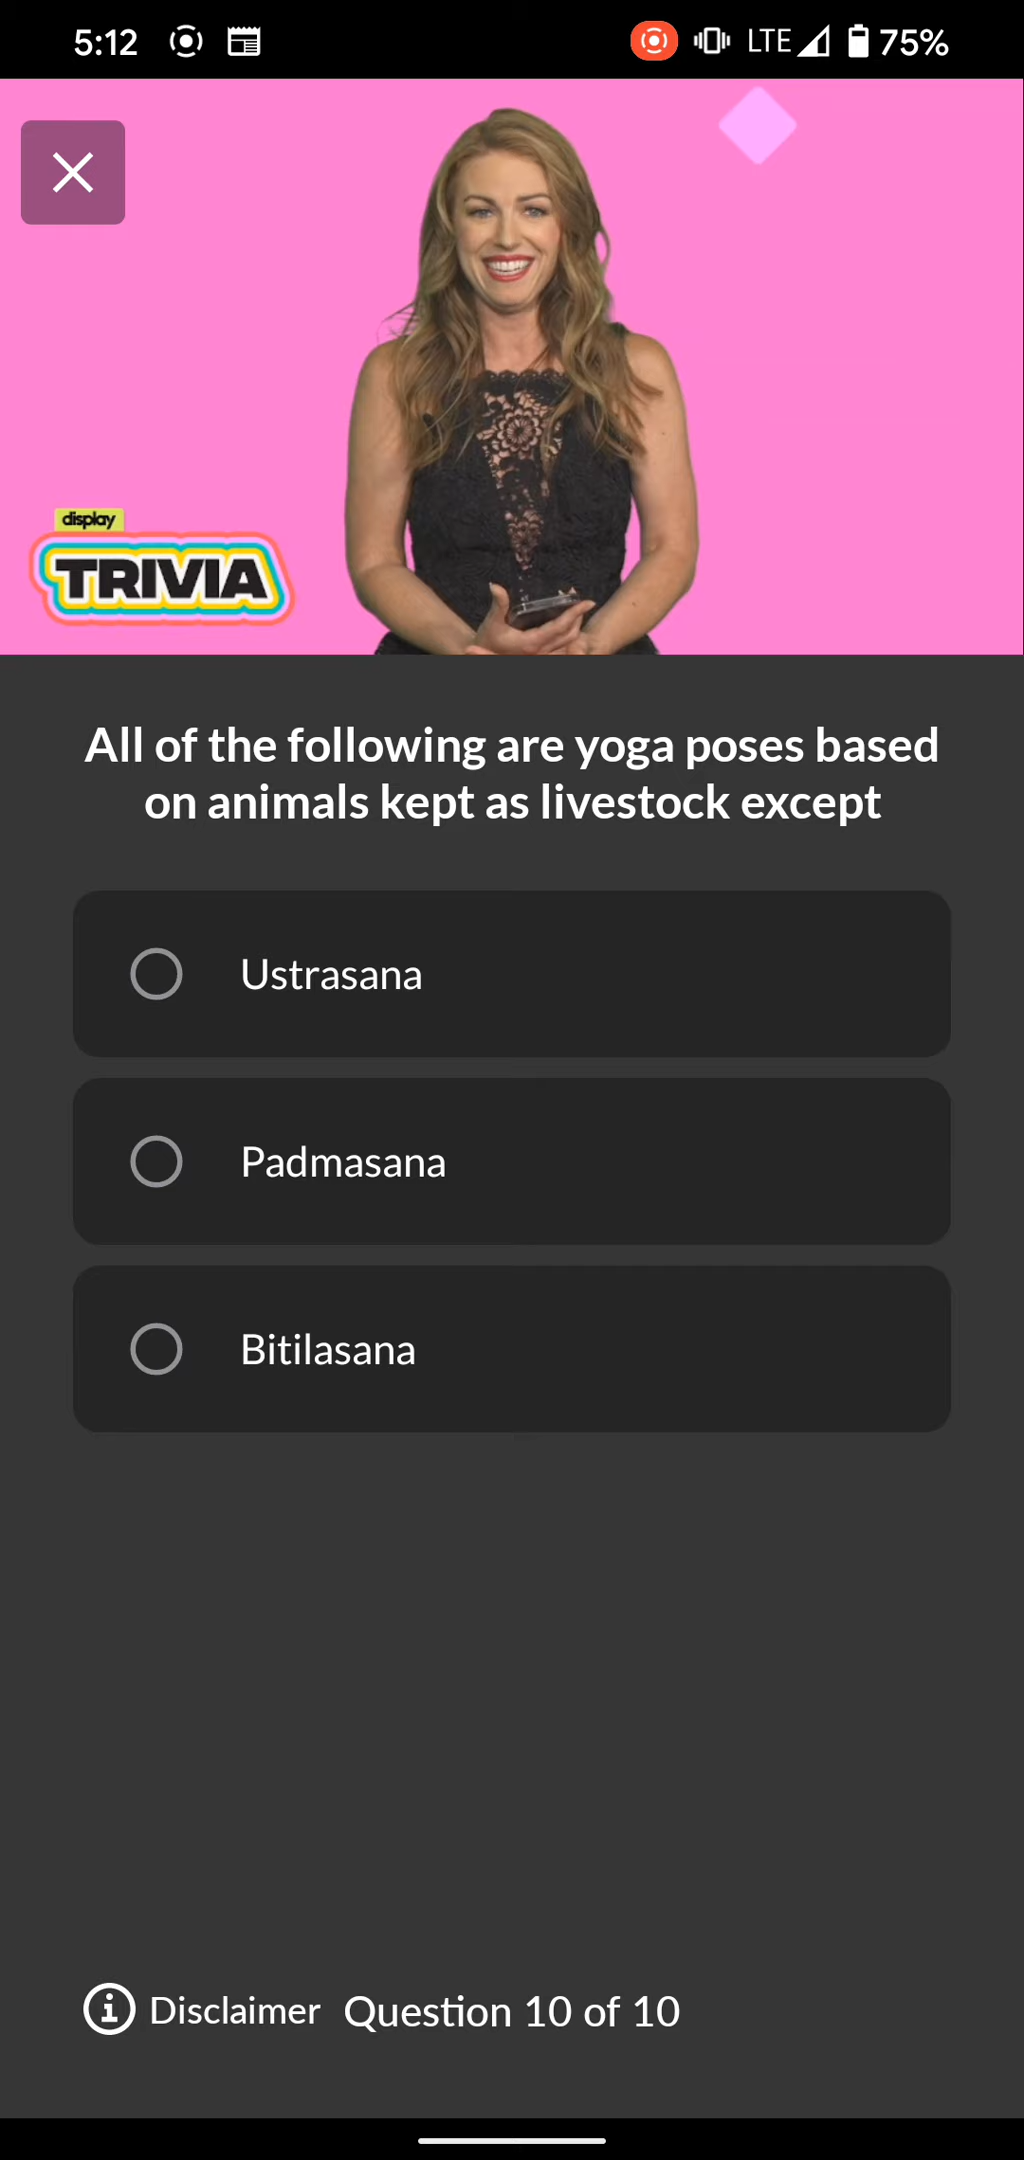 5:12
LTE
75%
display
TRIVIA
All of the following are yoga poses based
on animals kept as livestock except
Ustrasana
Padmasana
Bitilasana
Disclaimer Question 10 of 10